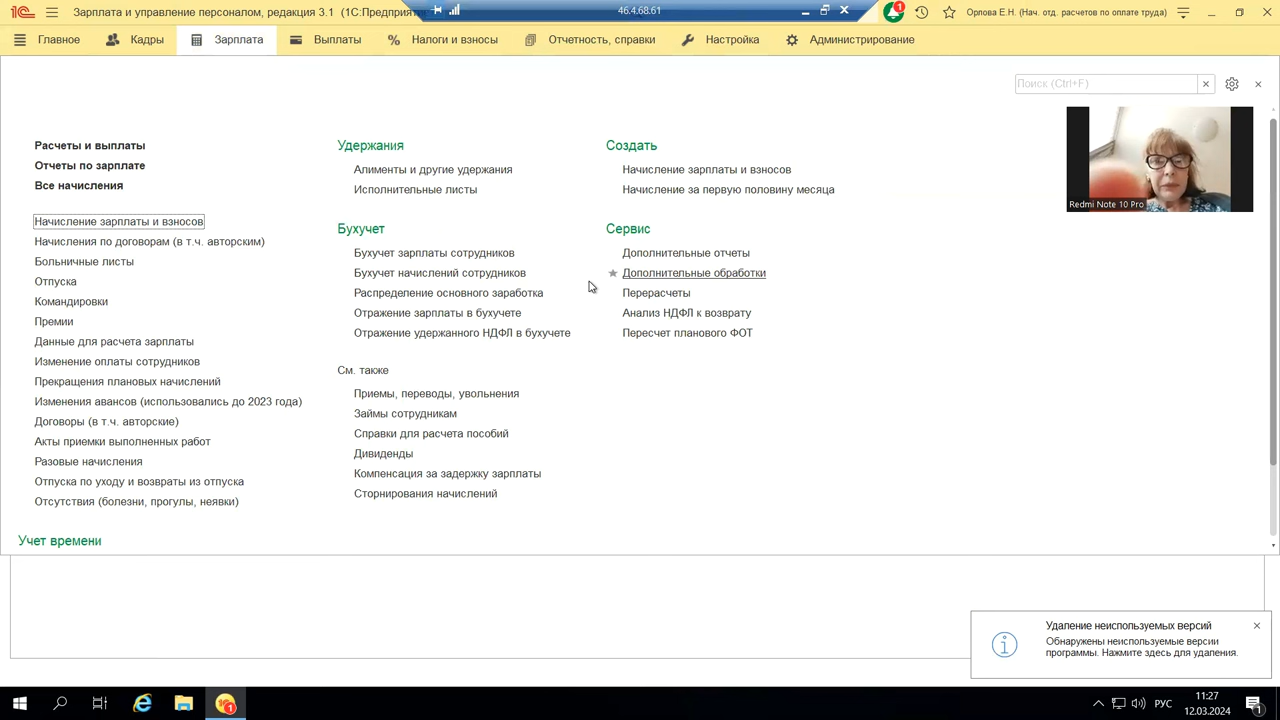 Зарплата и управление персоналом, редакция 3.1 (1С:Предприятие
46.4.68.61
1
Орлова Е.Н. (Нач. отд. расчетов по оплате труда)
Главное
Кадры
Зарплата
Выплаты
Налоги и взносы
Отчетность, справки
Настройка
Администрирование
Поиск (Ctrl+F)
Расчеты и выплаты
Отчеты по зарплате
Все начисления
Начисление зарплаты и взносов
Начисления по договорам (в т.ч. авторским)
Больничные листы
Отпуска
Командировки
Премии
Данные для расчета зарплаты
Изменение оплаты сотрудников
Прекращения плановых начислений
Изменения авансов (использовались до 2023 года)
Договоры (в т.ч. авторские)
Акты приемки выполненных работ
Разовые начисления
Отпуска по уходу и возвраты из отпуска
Отсутствия (болезни, прогулы, неявки)
Учет времени
Удержания
Алименты и другие удержания
Исполнительные листы
Бухучет
Бухучет зарплаты сотрудников
Бухучет начислений сотрудников
Распределение основного заработка
Отражение зарплаты в бухучете
Отражение удержанного НДФЛ в бухучете
См. также
Приемы, переводы, увольнения
Займы сотрудникам
Справки для расчета пособий
Дивиденды
Компенсация за задержку зарплаты
Сторнирования начислений
Создать
Начисление зарплаты и взносов
Начисление за первую половину месяца
Сервис
Дополнительные отчеты
Дополнительные обработки
Перерасчеты
Анализ НДФЛ к возврату
Пересчет планового ФОТ
Redmi Note 10 Pro
Удаление неиспользуемых версий
Обнаружены неиспользуемые версии
программы. Нажмите здесь для удаления.
1
РУС
11:27
12.03.2024
1